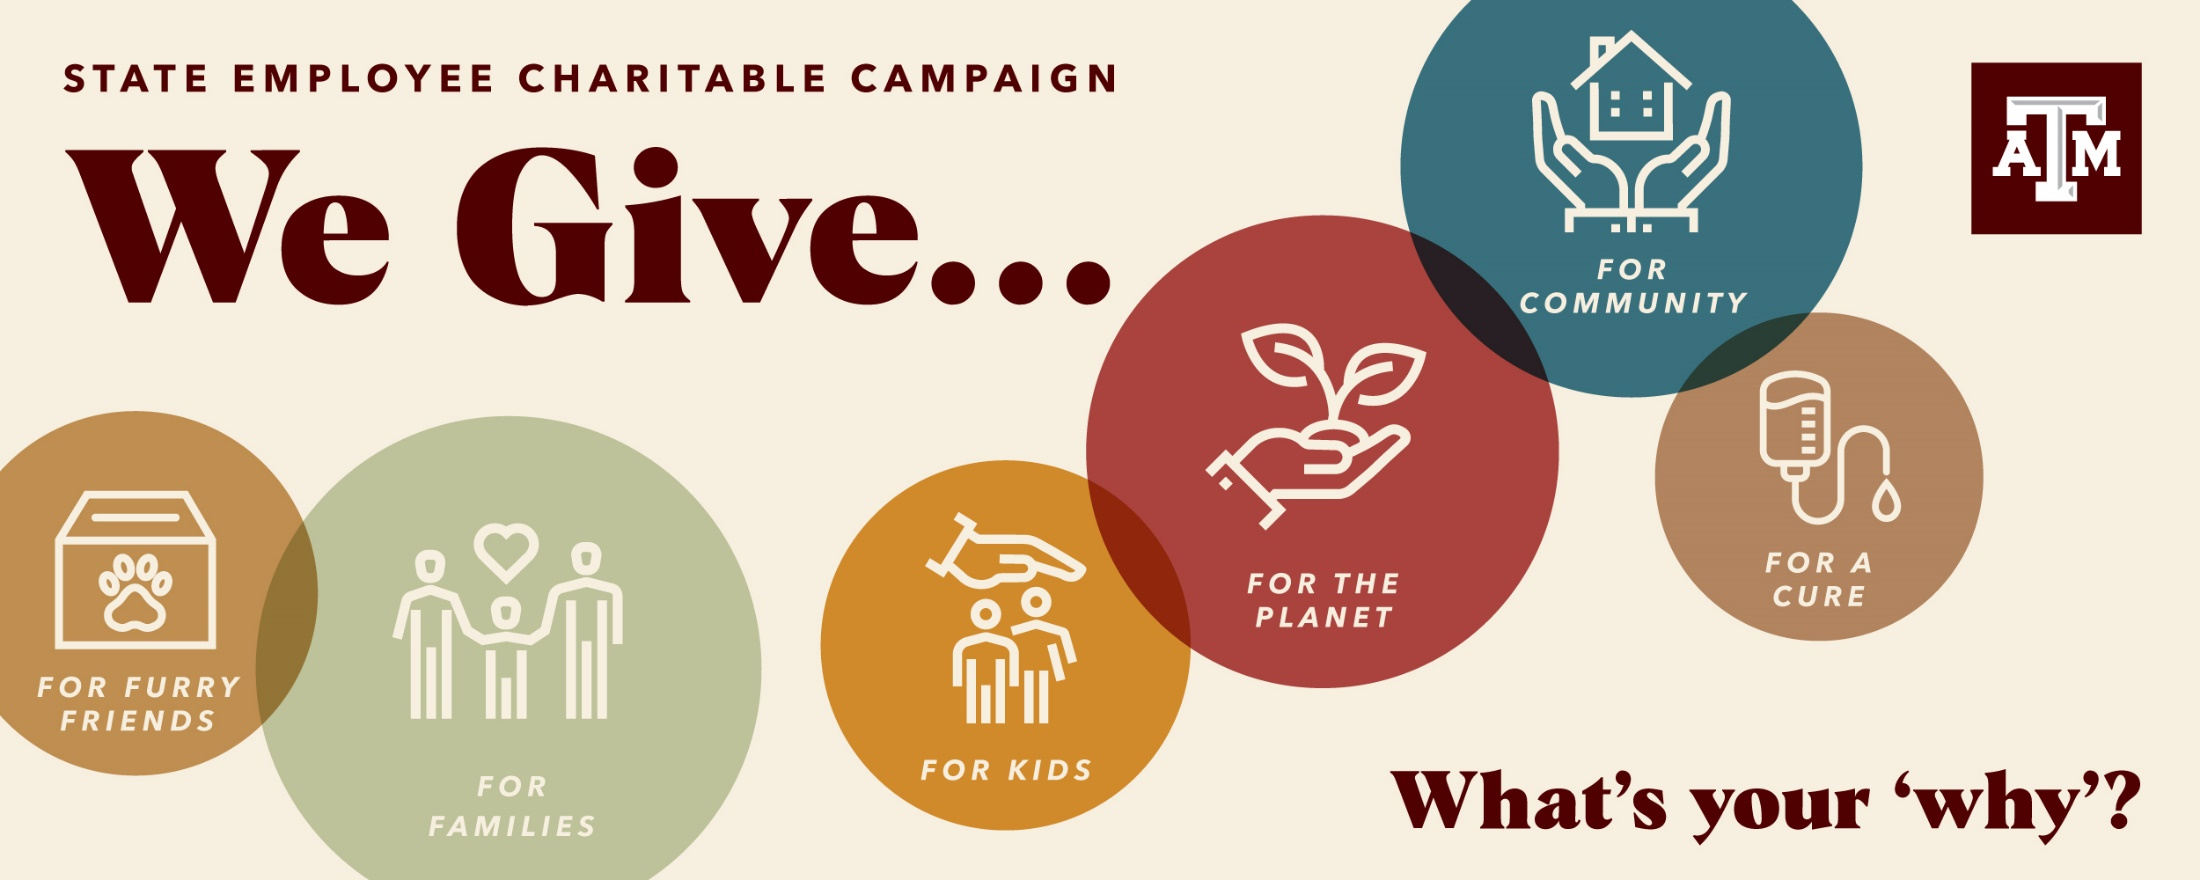 STATE EMPLOYEE CHARITABLE CAMPAIGN
We Give...
FOR FURRY
FRIENDS
FOR
FAMILIES
FOR KIDS
FOR THE
PLANET
FOR
COMMUNITY
FOR A
CURE
ATM
What's your ‘why’?